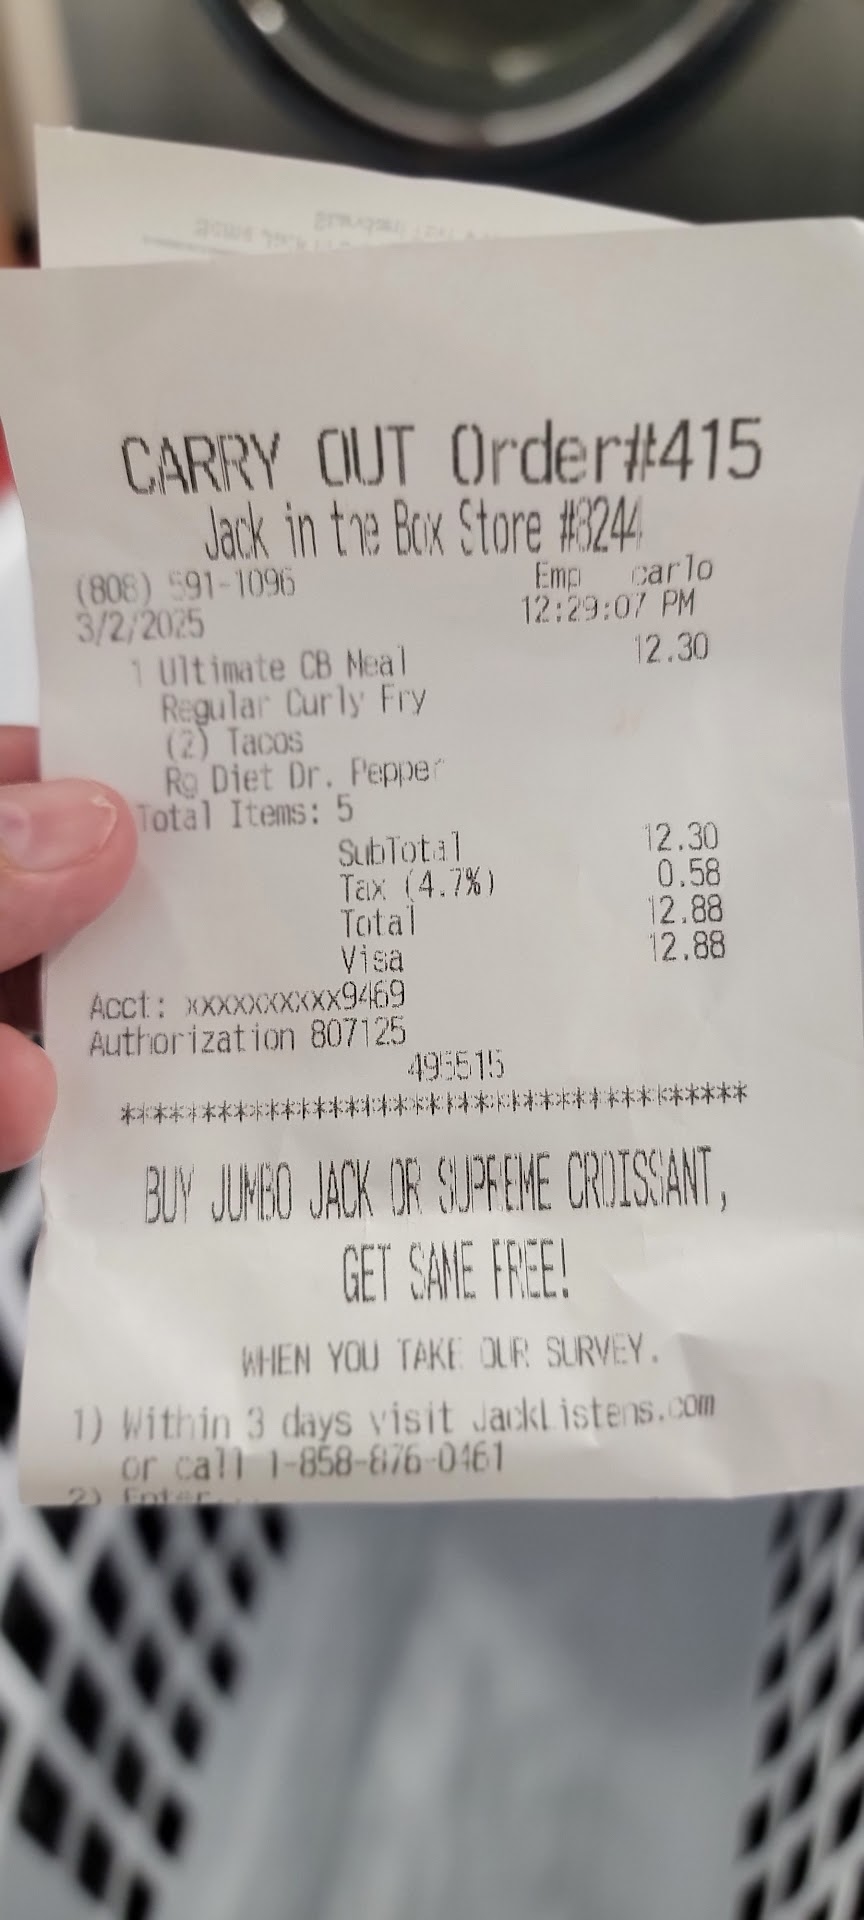 CARRY OUT Order#415
Jack in the Box Store #3244
(808) 591-1096 Emp carlo
3/2/2025 12:29:07 PM
1 Ultimate CB Meal 12.30
Regular Curly Fry
(2) Tacos
Rg Diet Dr. Pepper
Total Items: 5
SubTotal 12.30
Tax (4.7%) 0.58
Total 12.88
Visa 12.88
Acct: xxxxxxxxxx9469
Authorization 807125
495515
***************************************
BUY JUMBO JACK OR SUPREME CROISSANT,
GET SAME FREE!
WHEN YOU TAKE OUR SURVEY.
1) Within 3 days visit JackListens.com
or call 1-858-876-0461
2) Enter